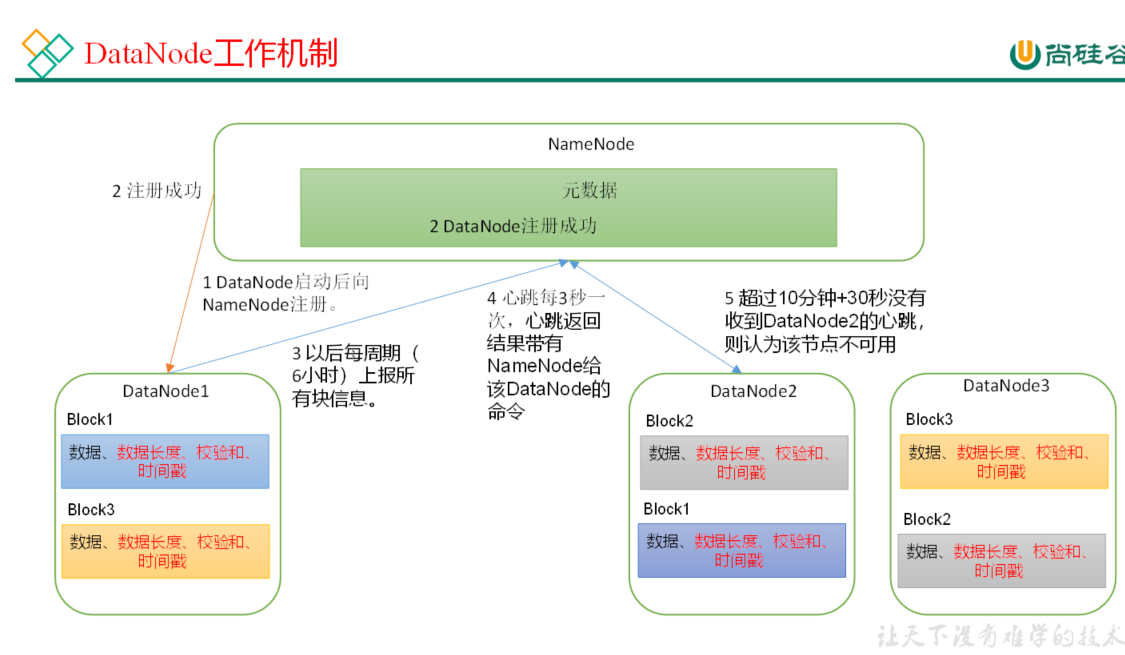 DataNode工作机制
尚硅谷
NameNode
元数据
2 DataNode注册成功
2 注册成功
1 DataNode启动后向
NameNode注册。
3 以后每周期（
6小时）上报所
有块信息。
4 心跳每3秒一
次，心跳返回
结果带有
NameNode给
该DataNode的
命令
5 超过10分钟+30秒没有
收到DataNode2的心跳，
则认为该节点不可用
DataNode1
Block1
数据、数据长度、校验和、
时间戳
Block3
数据、数据长度、校验和、
时间戳
DataNode2
Block2
数据、数据长度、校验和、
时间戳
Block1
数据、数据长度、校验和、
时间戳
DataNode3
Block3
数据、数据长度、校验和、
时间戳
Block2
数据、数据长度、校验和、
时间戳
让天下没有难学的技术